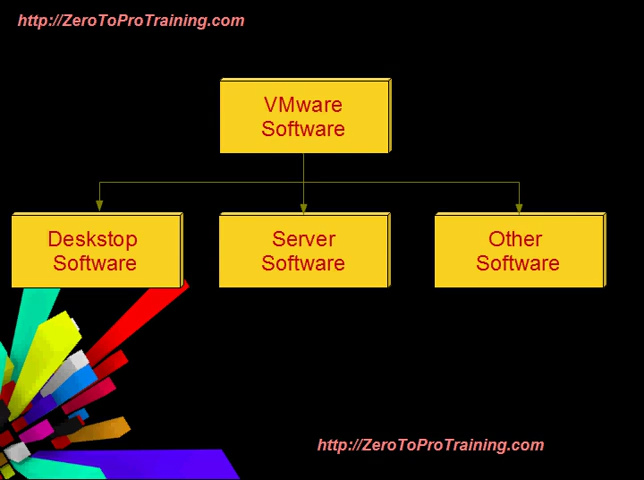 http://ZeroToProTraining.com
VMware
Software
Deskstop
Software
Server
Software
Other
Software
http://ZeroToProTraining.com